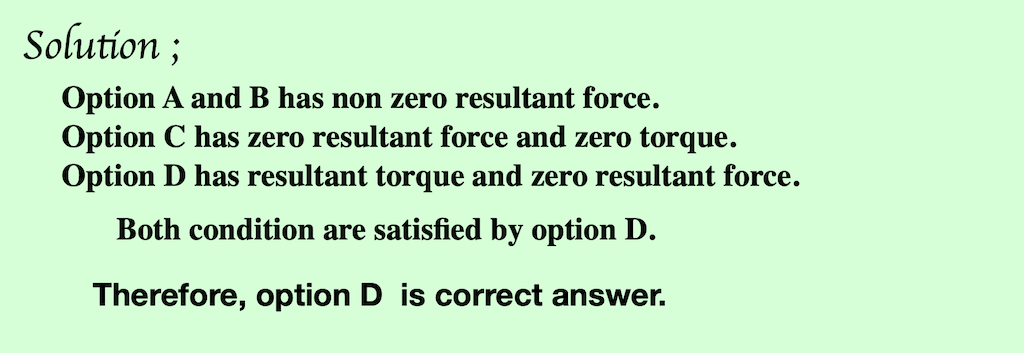 Solution ;
Option A and B has non zero resultant force.
Option C has zero resultant force and zero torque.
Option D has resultant torque and zero resultant force.
Both condition are satisfied by option D.
Therefore, option D is correct answer.